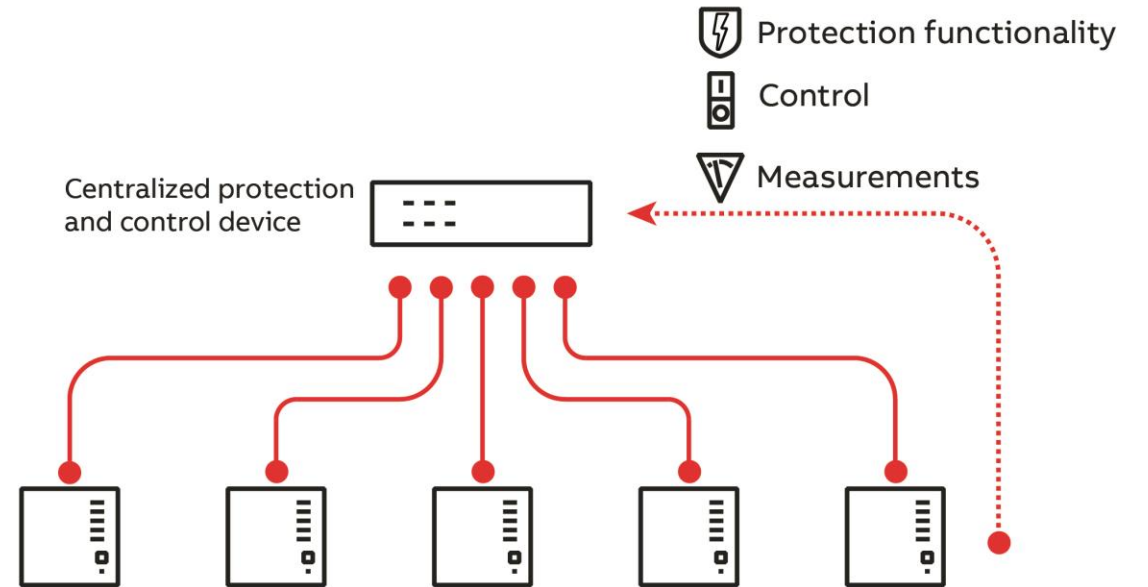 Protection functionality
Control
Measurements
Centralized protection
and control device